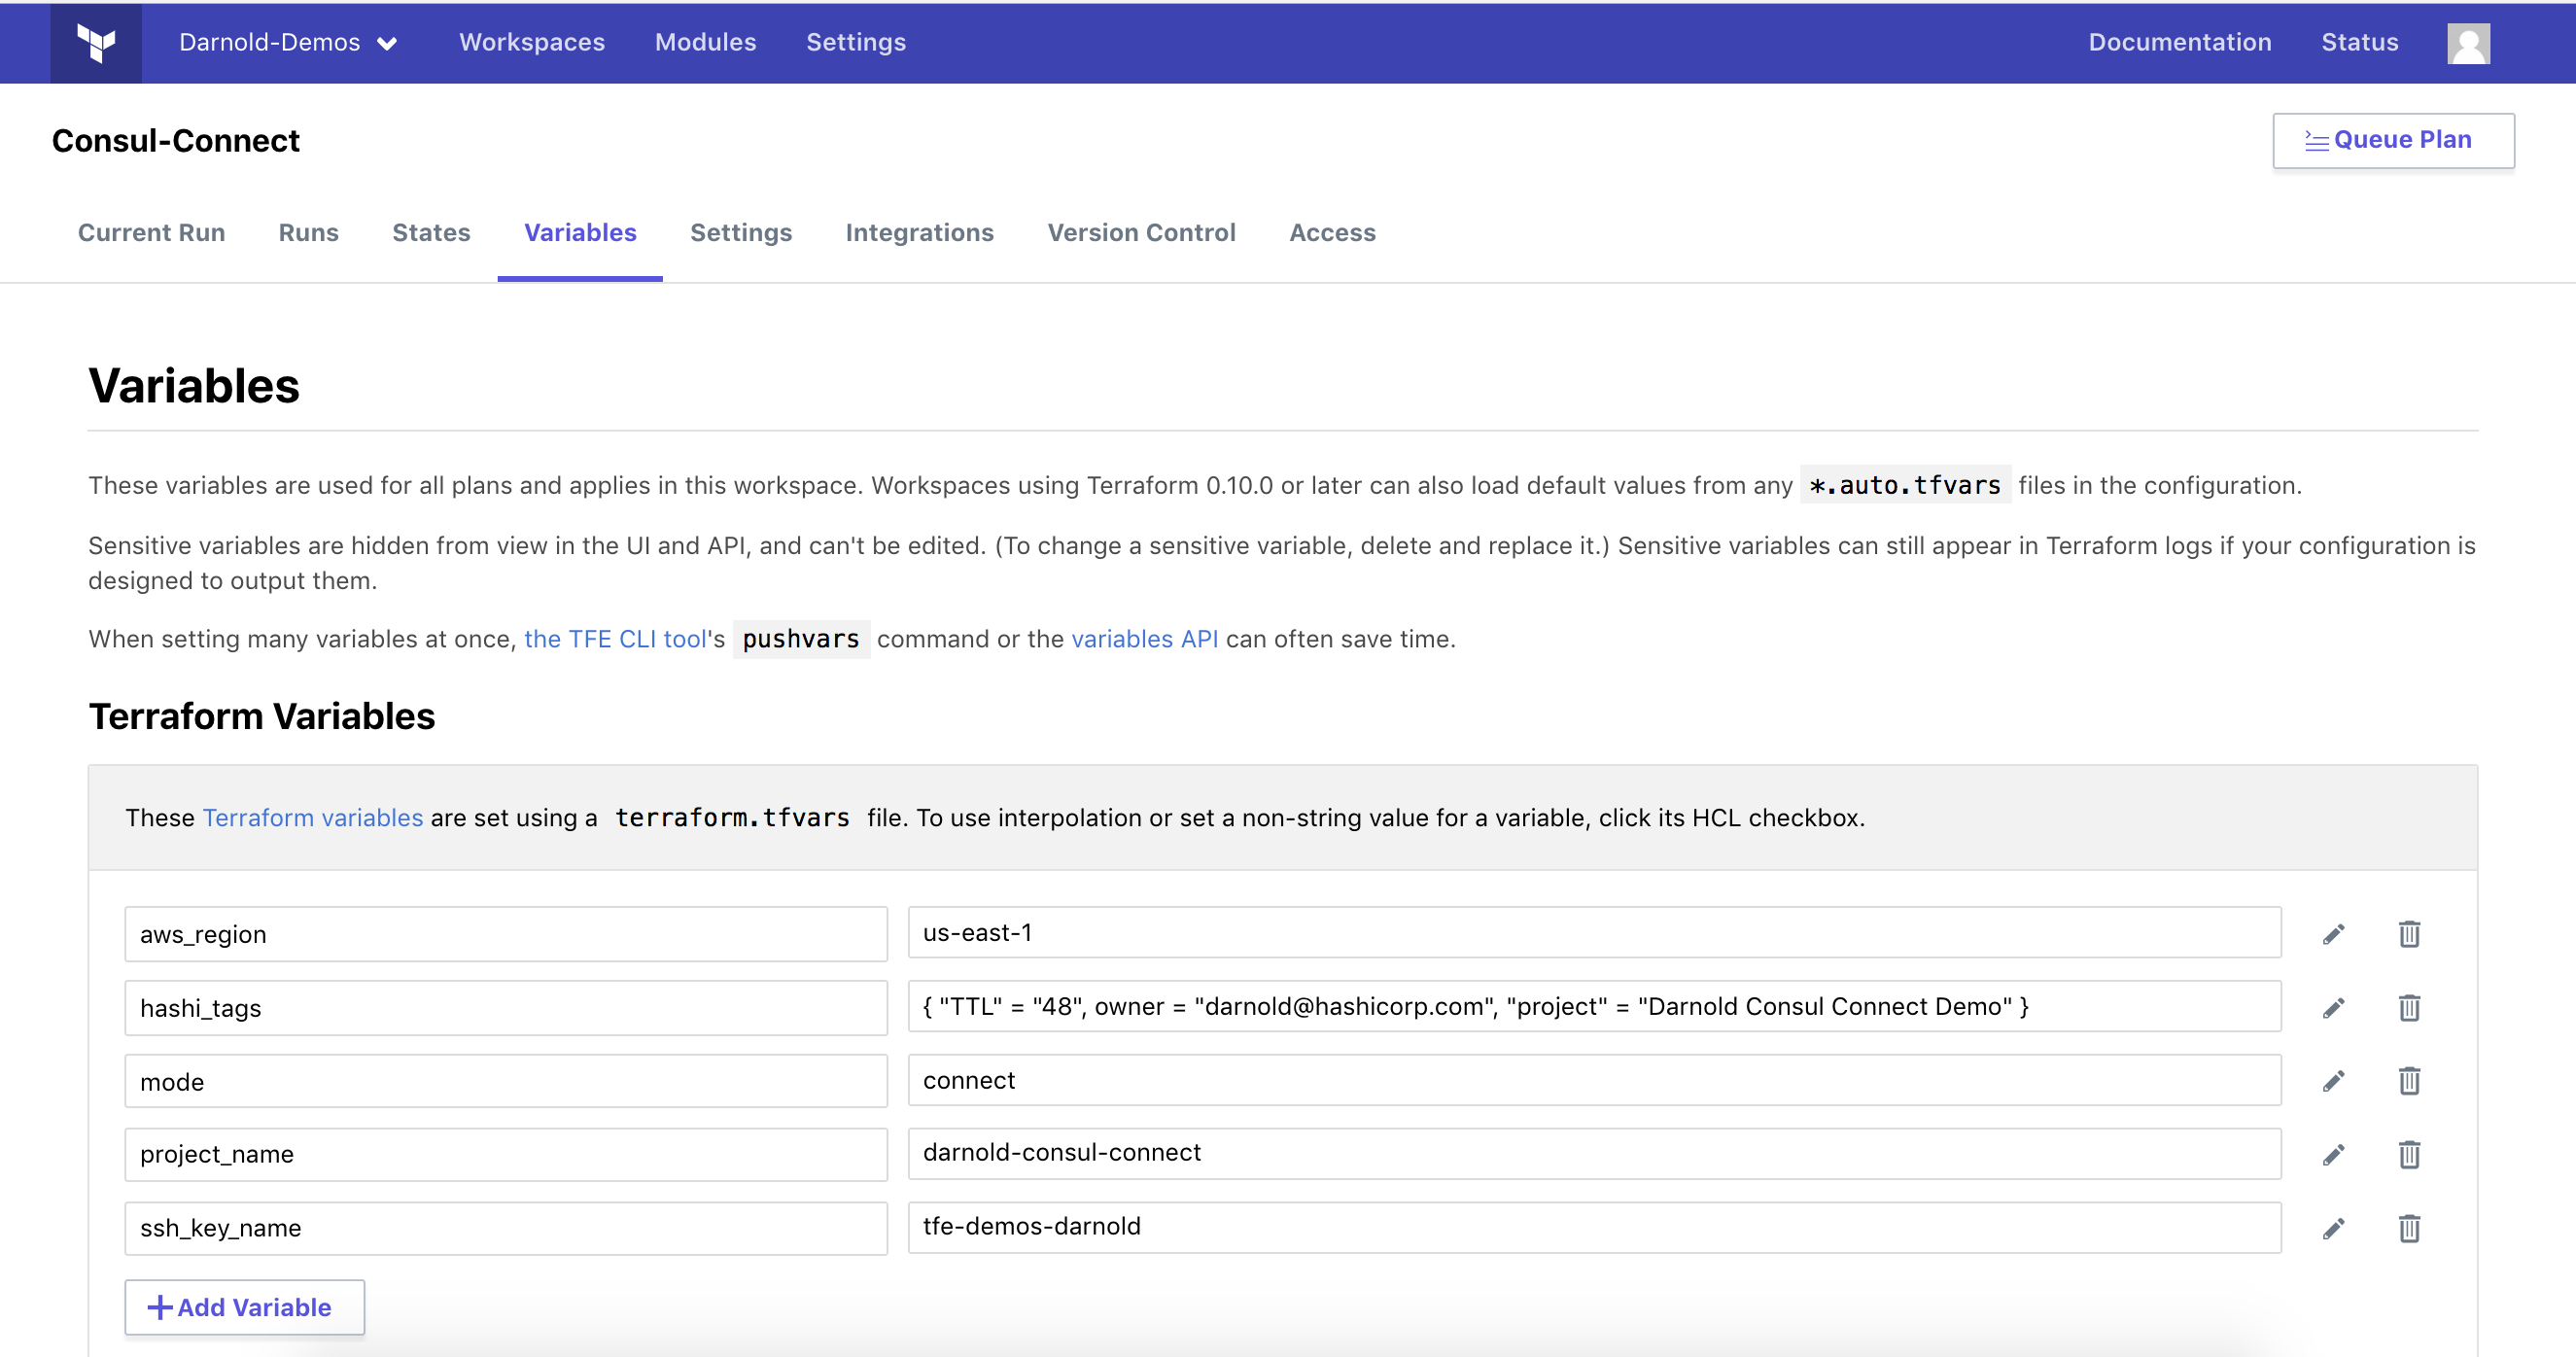 Darnold-Demos Workspaces Modules Settings Documentation Status
Consul-Connect
Queue Plan
Current Run Runs States Variables Settings Integrations Version Control Access
Variables
These variables are used for all plans and applies in this workspace. Workspaces using Terraform 0.10.0 or later can also load default values from any *.auto.tfvars files in the configuration.
Sensitive variables are hidden from view in the UI and API, and can't be edited. (To change a sensitive variable, delete and replace it.) Sensitive variables can still appear in Terraform logs if your configuration is
designed to output them.
When setting many variables at once, the TFE CLI tool's pushvars command or the variables API can often save time.
Terraform Variables
These Terraform variables are set using a terraform.tfvars file. To use interpolation or set a non-string value for a variable, click its HCL checkbox.
aws_region us-east-1
hashi_tags { "TTL" = "48", owner = "darnold@hashicorp.com", "project" = "Darnold Consul Connect Demo" }
mode connect
project_name darnold-consul-connect
ssh_key_name tfe-demos-darnold
Add Variable